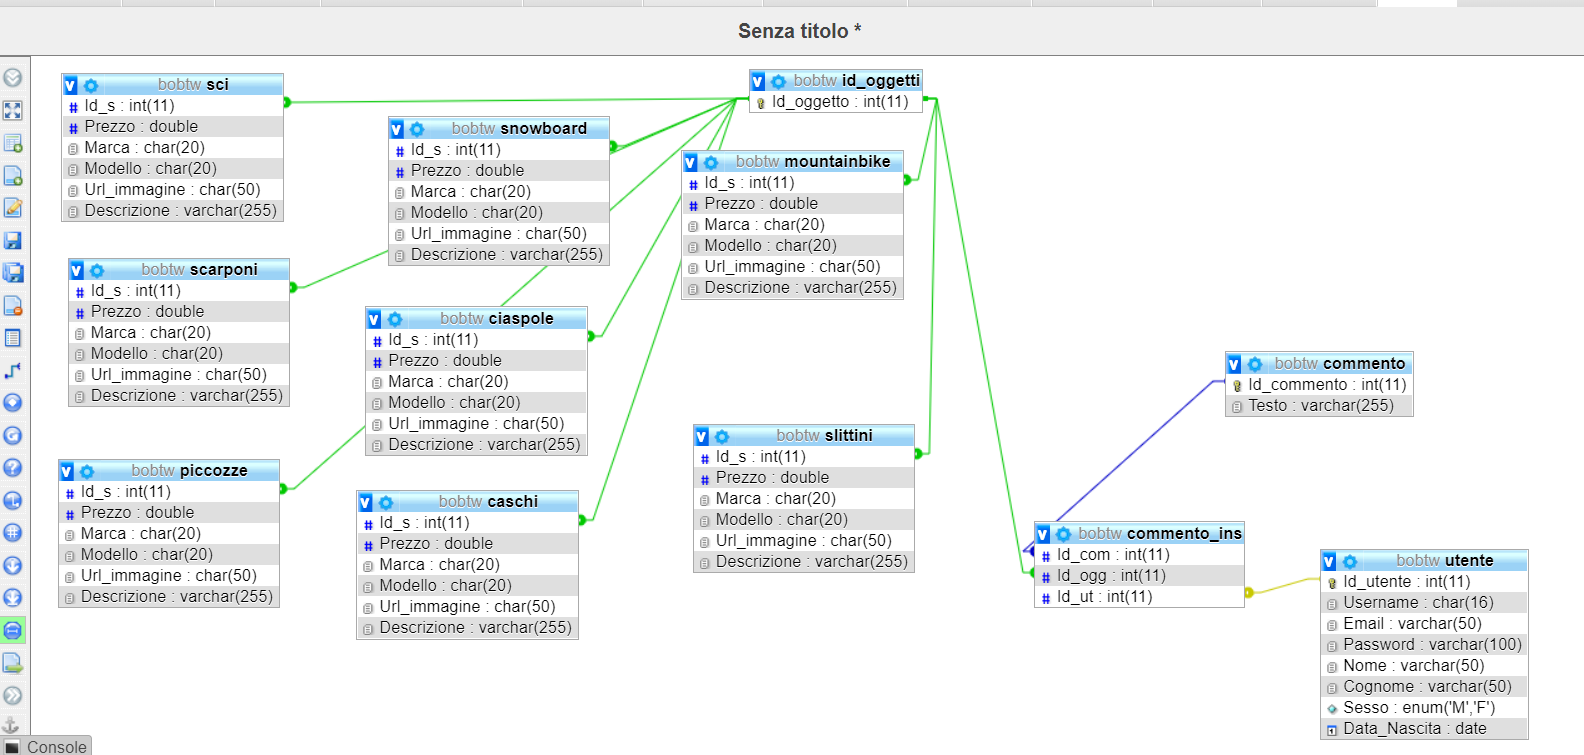 Senza titolo *
bobtw sci
Id_s : int(11)
Prezzo : double
Marca : char(20)
Modello : char(20)
Url_immagine : char(50)
Descrizione : varchar(255)
bobtw snowboard
Id_s : int(11)
Prezzo : double
Marca : char(20)
Modello : char(20)
Url_immagine : char(50)
Descrizione : varchar(255)
bobtw id_oggetti
Id_oggetto : int(11)
bobtw mountainbike
Id_s : int(11)
Prezzo : double
Marca : char(20)
Modello : char(20)
Url_immagine : char(50)
Descrizione : varchar(255)
bobtw scarponi
Id_s : int(11)
Prezzo : double
Marca : char(20)
Modello : char(20)
Url_immagine : char(50)
Descrizione : varchar(255)
bobtw ciaspole
Id_s : int(11)
Prezzo : double
Marca : char(20)
Modello : char(20)
Url_immagine : char(50)
Descrizione : varchar(255)
bobtw commento
Id_commento : int(11)
Testo : varchar(255)
bobtw slittini
Id_s : int(11)
Prezzo : double
Marca : char(20)
Modello : char(20)
Url_immagine : char(50)
Descrizione : varchar(255)
bobtw piccozze
Id_s : int(11)
Prezzo : double
Marca : char(20)
Modello : char(20)
Url_immagine : char(50)
Descrizione : varchar(255)
bobtw caschi
Id_s : int(11)
Prezzo : double
Marca : char(20)
Modello : char(20)
Url_immagine : char(50)
Descrizione : varchar(255)
bobtw commento_ins
Id_com : int(11)
Id_ogg : int(11)
Id_ut : int(11)
bobtw utente
Id_utente : int(11)
Username : char(16)
Email : varchar(50)
Password : varchar(100)
Nome : varchar(50)
Cognome : varchar(50)
Sesso : enum('M','F')
Data_Nascita : date
Console